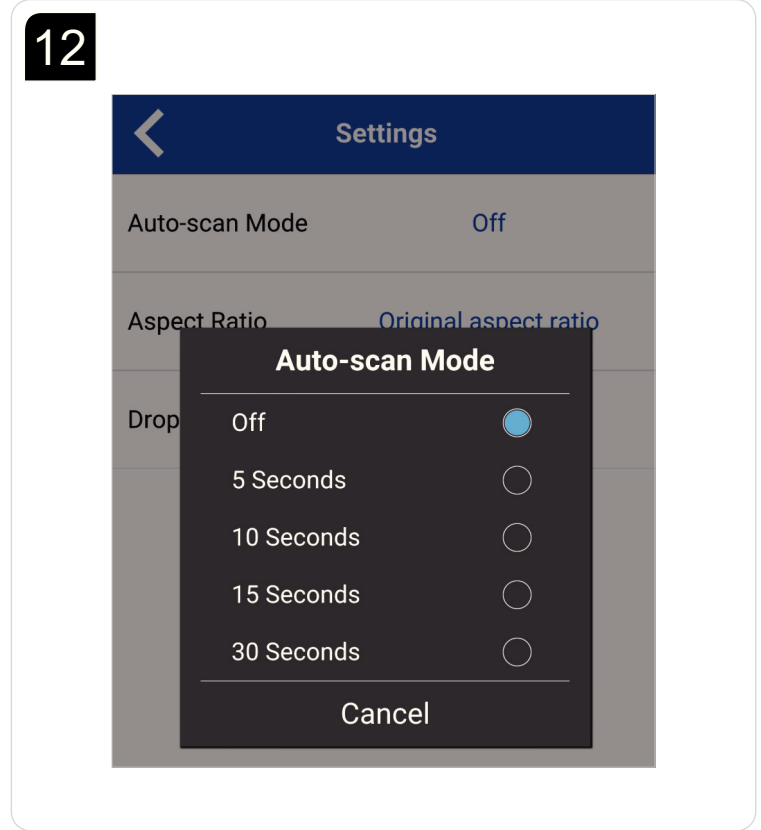 12
Settings
Auto-scan Mode Off
Aspect Ratio Original aspect ratio
Drop
Auto-scan Mode
Off
5 Seconds
10 Seconds
15 Seconds
30 Seconds
Cancel